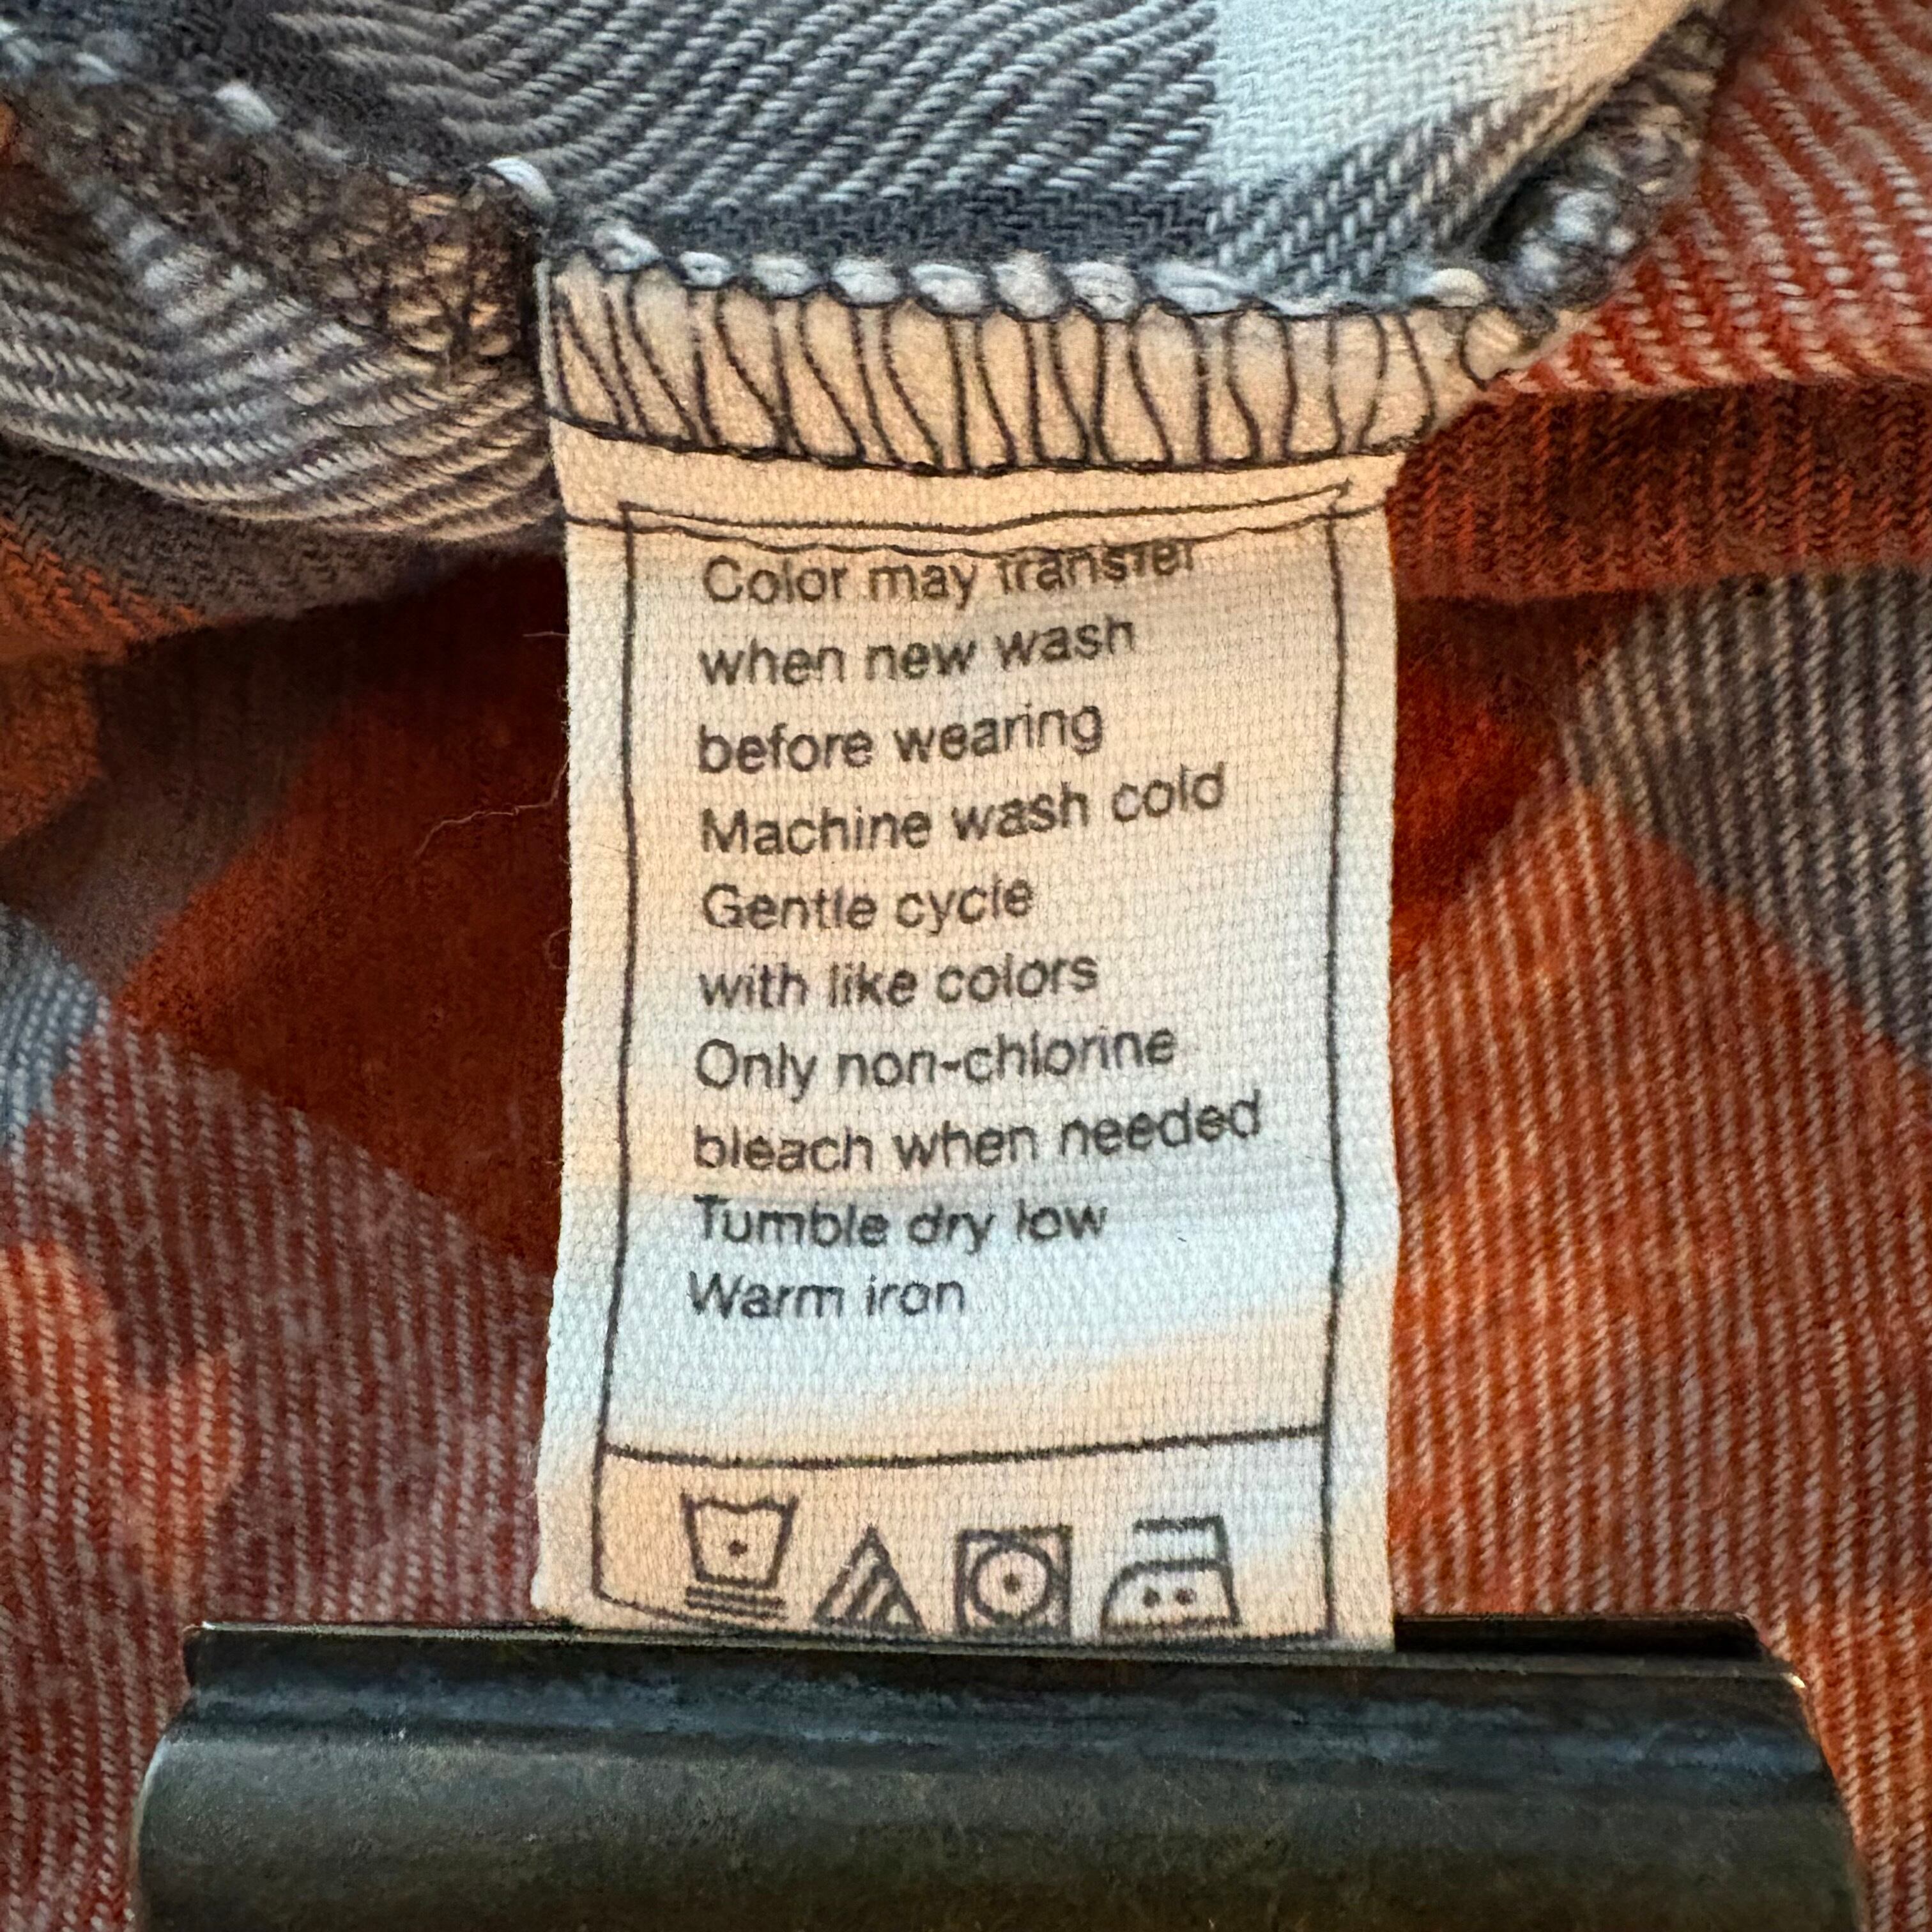 Color may transfer
when new wash
before wearing
Machine wash cold
Gentle cycle
with like colors
Only non-chlorine
bleach when needed
Tumble dry low
Warm iron